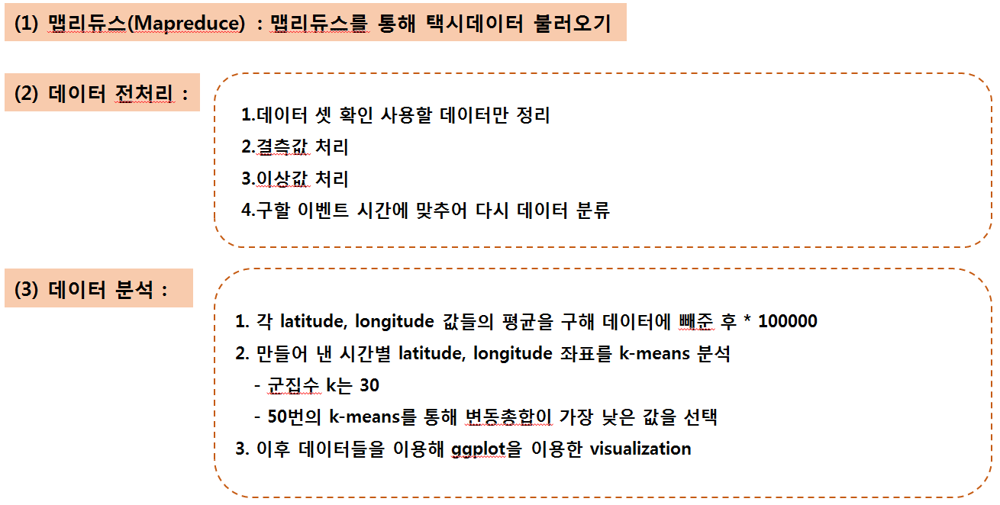 (1) 맵리듀스(Mapreduce) : 맵리듀스를 통해 택시데이터 불러오기
(2) 데이터 전처리 :
1.데이터 셋 확인 사용할 데이터만 정리
2.결측값 처리
3.이상값 처리
4.구할 이벤트 시간에 맞추어 다시 데이터 분류
(3) 데이터 분석 :
1. 각 latitude, longitude 값들의 평균을 구해 데이터에 빼준 후 * 100000
2. 만들어 낸 시간별 latitude, longitude 좌표를 k-means 분석
- 군집수 k는 30
- 50번의 k-means를 통해 변동총합이 가장 낮은 값을 선택
3. 이후 데이터들을 이용해 ggplot을 이용한 visualization